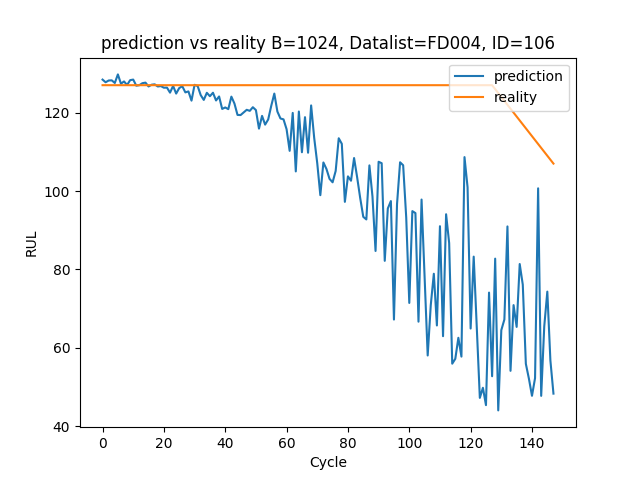 prediction vs reality B=1024, Datalist=FD004, ID=106
prediction
reality
RUL
120
100
80
60
40
0 20 40 60 80 100 120 140
Cycle